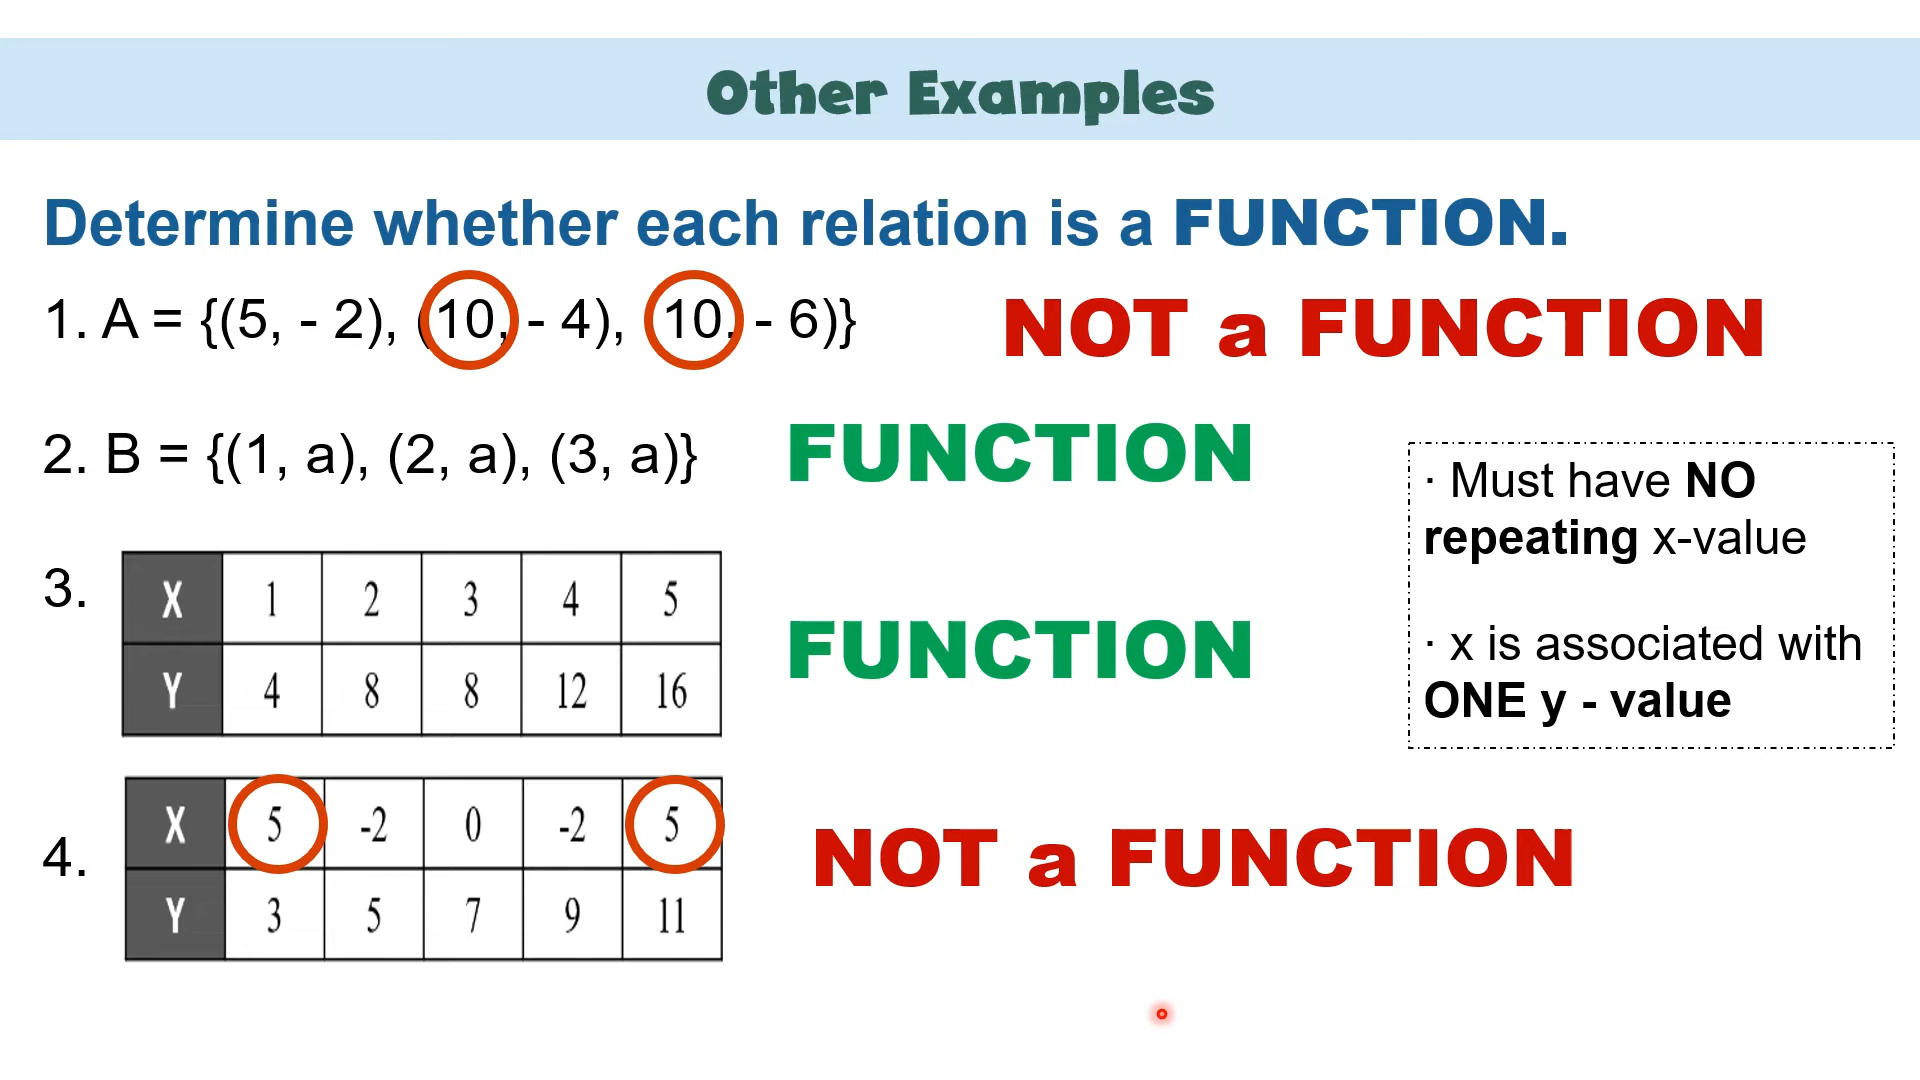 Other Examples
Determine whether each relation is a FUNCTION.
1. A = {(5, - 2), (10, - 4), 10, - 6)}
NOT a FUNCTION
2. B = {(1, a), (2, a), (3, a)}
FUNCTION
· Must have NO
repeating x-value
· x is associated with
ONE y - value
3.
X 1 2 3 4 5
Y 4 8 8 12 16
FUNCTION
4.
X 5 -2 0 -2 5
Y 3 5 7 9 11
NOT a FUNCTION